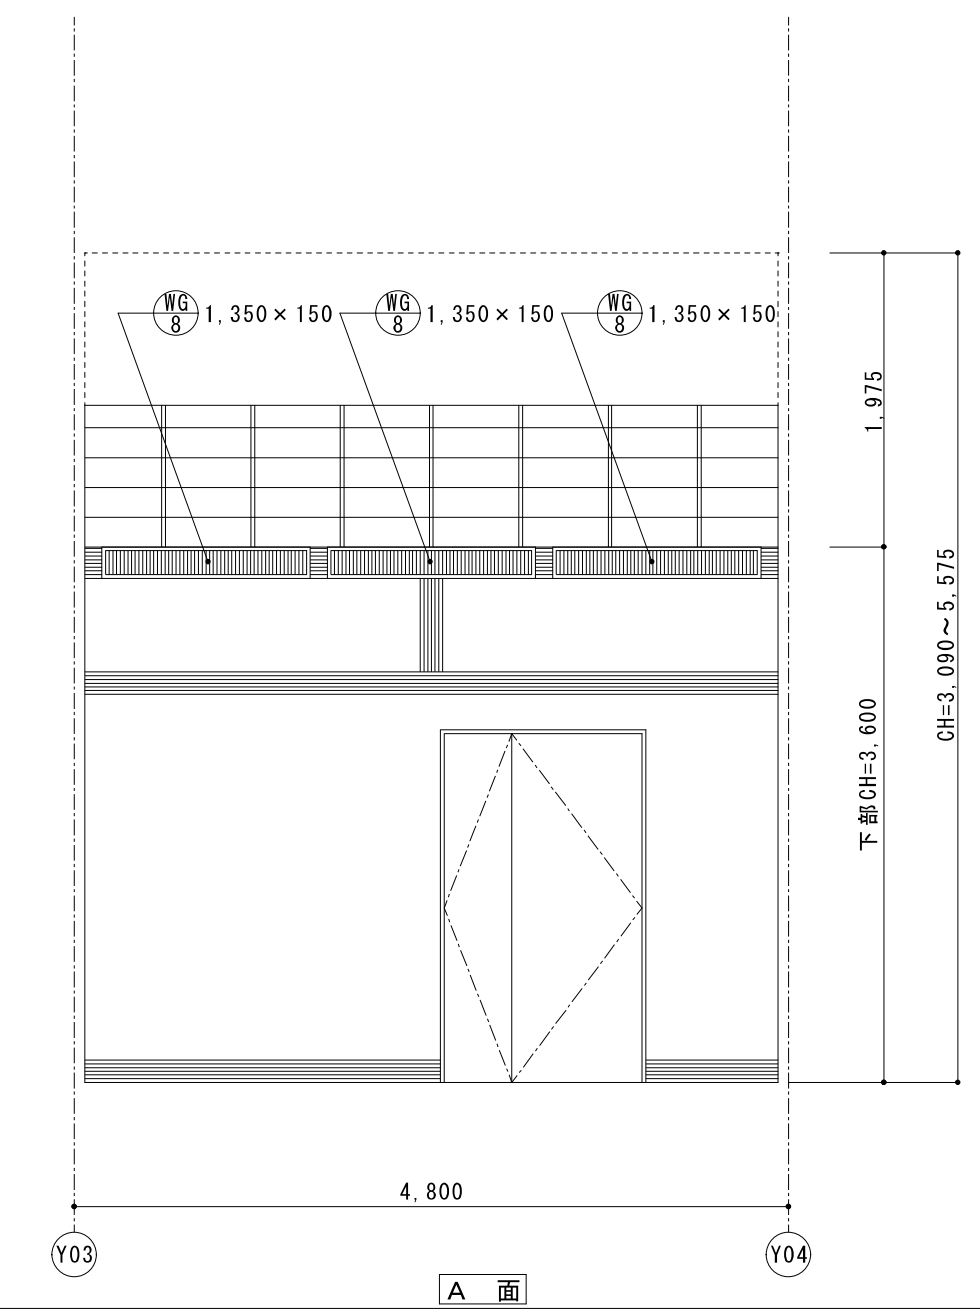 WG
8
1,350×150
WG
8
1,350×150
WG
8
1,350×150
1,975
CH=3,090～5,575
下部CH=3,600
4,800
Y03
Y04
A 面